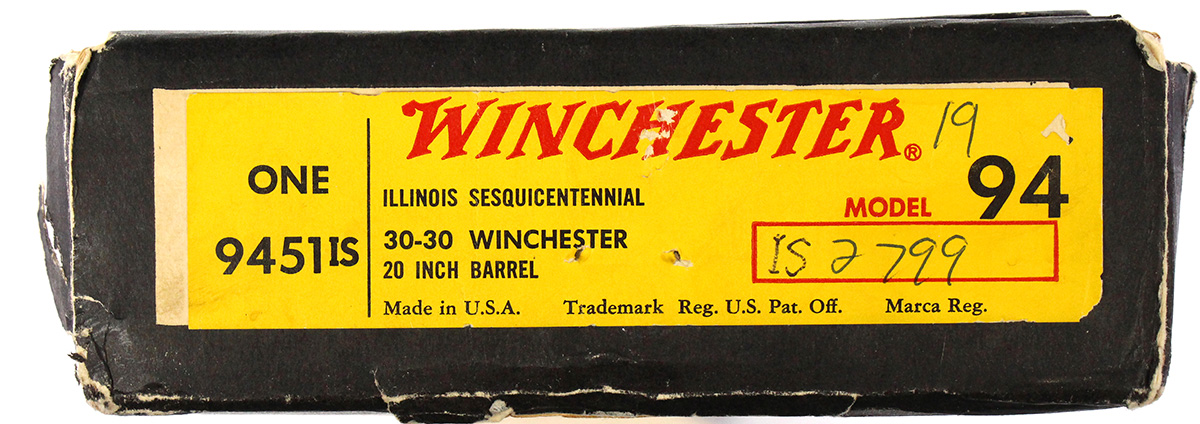 ONE
9451IS
WINCHESTER®
19
ILLINOIS SESQUICENTENNIAL
30-30 WINCHESTER
20 INCH BARREL
MODEL 94
IS 2799
Made in U.S.A. Trademark Reg. U.S. Pat. Off. Marca Reg.